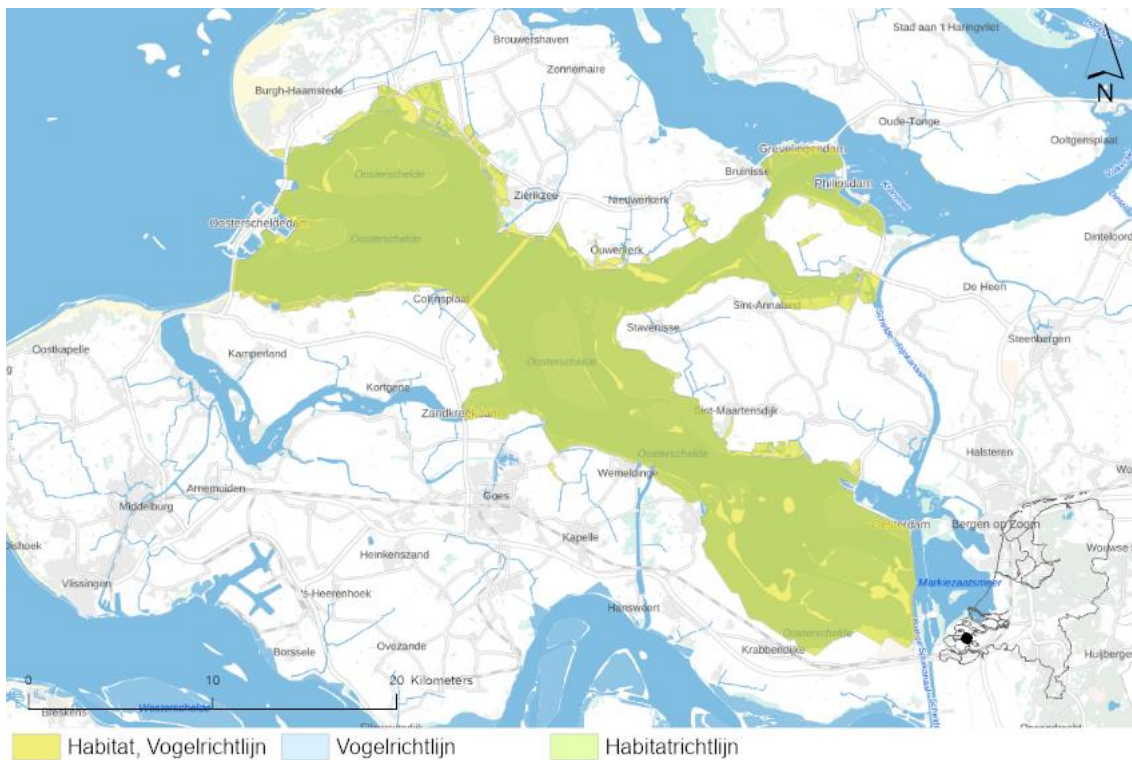 Brouwershaven
Stad aan 't Haringvliet
Zonnemaire
N
Burgh-Haamstede
Oude-Tonge
Ooltgensplaat
Grevelingendam
Bruinisse
Philipsdam
Oosterschelde
Krammer
Zierikzee
Nieuwerkerk
Oosterscheldedam
Oosterschelde
Ouwerkerk
Dinteloord
De Heen
Colijnsplaat
Sint-Annaland
Stavenisse
Steenbergen
Oostkapelle
Kamperland
Oosterschelde
Kortgene
Zandkreekdam
Sint-Maartensdijk
Halsteren
Oosterschelde
Wemeldinge
Arnemuiden
Goes
Middelburg
Oesterdam
Bergen op Zoom
Kapelle
Wouwse
Heinkenszand
Vlissingen
's-Heerenhoek
Markiezaatsmeer
Hansweert
Oosterschelde
Borssele
Ovezande
Krabbendijke
Huijbergen
0 10 20 Kilometers
Breskens
Westerschelde
Habitat, Vogelrichtlijn
Vogelrichtlijn
Habitatrichtlijn